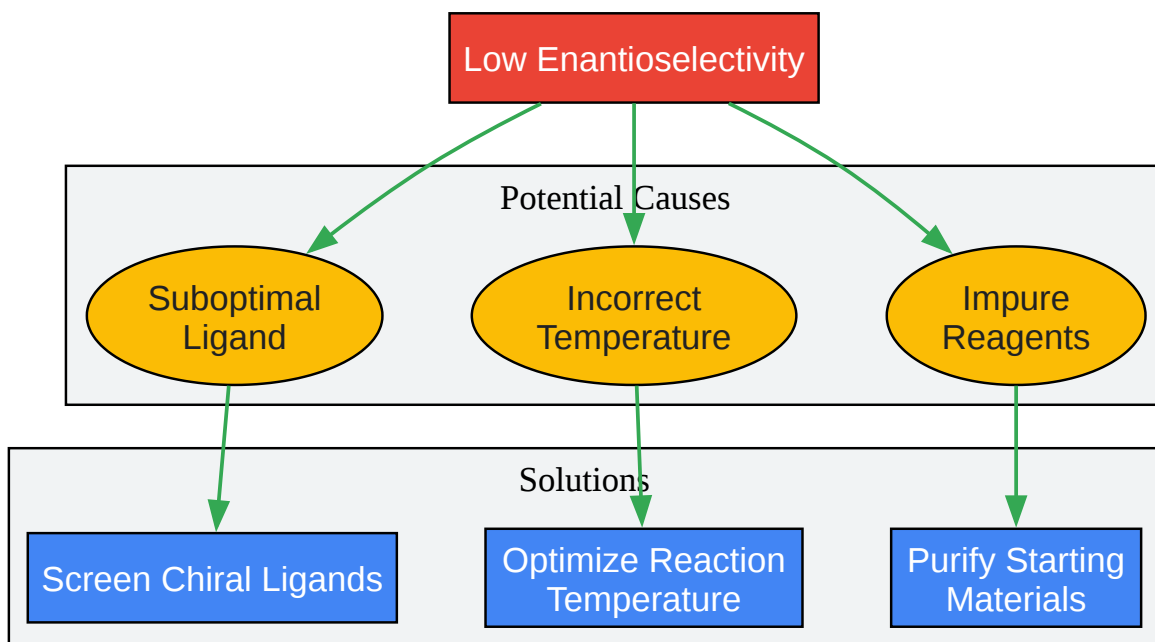 Low Enantioselectivity
Potential Causes
Suboptimal
Ligand
Incorrect
Temperature
Impure
Reagents
Solutions
Screen Chiral Ligands
Optimize Reaction
Temperature
Purify Starting
Materials